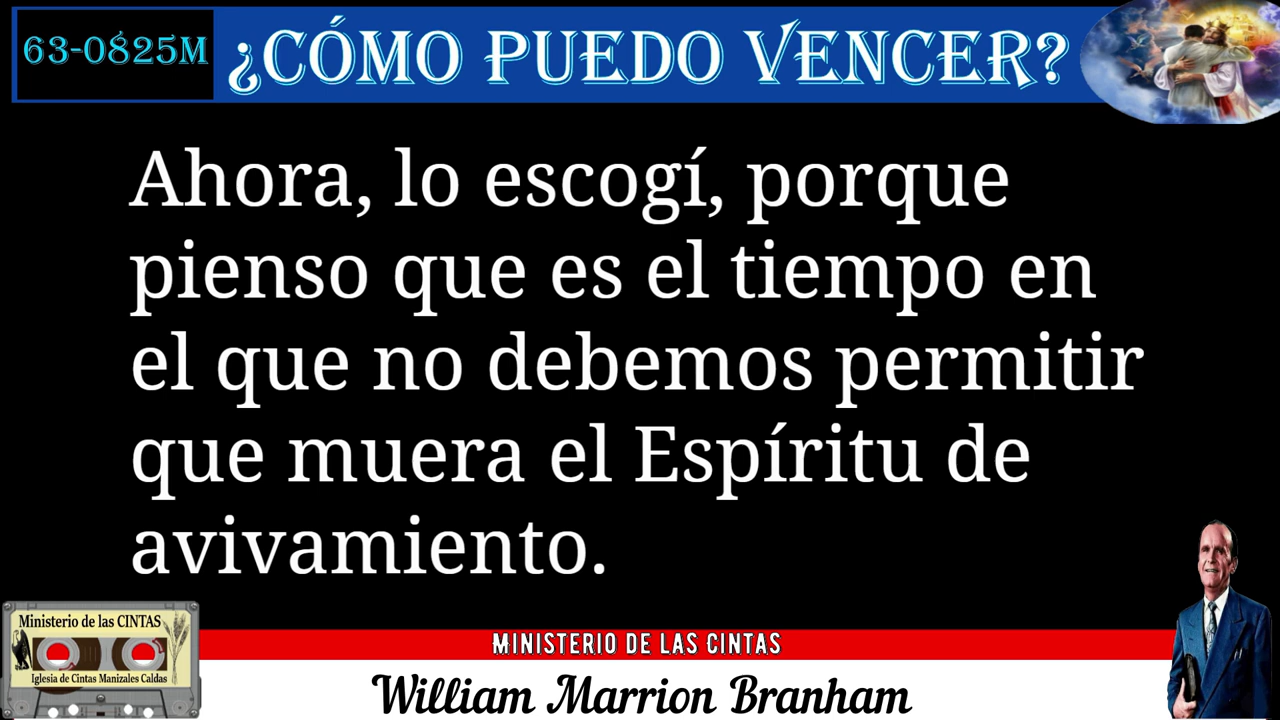 63-0825M
¿CÓMO PUEDO VENCER?
Ahora, lo escogí, porque
pienso que es el tiempo en
el que no debemos permitir
que muera el Espíritu de
avivamiento.
Ministerio de las CINTAS
Iglesia de Cintas Manizales Caldas
MINISTERIO DE LAS CINTAS
William Marrion Branham